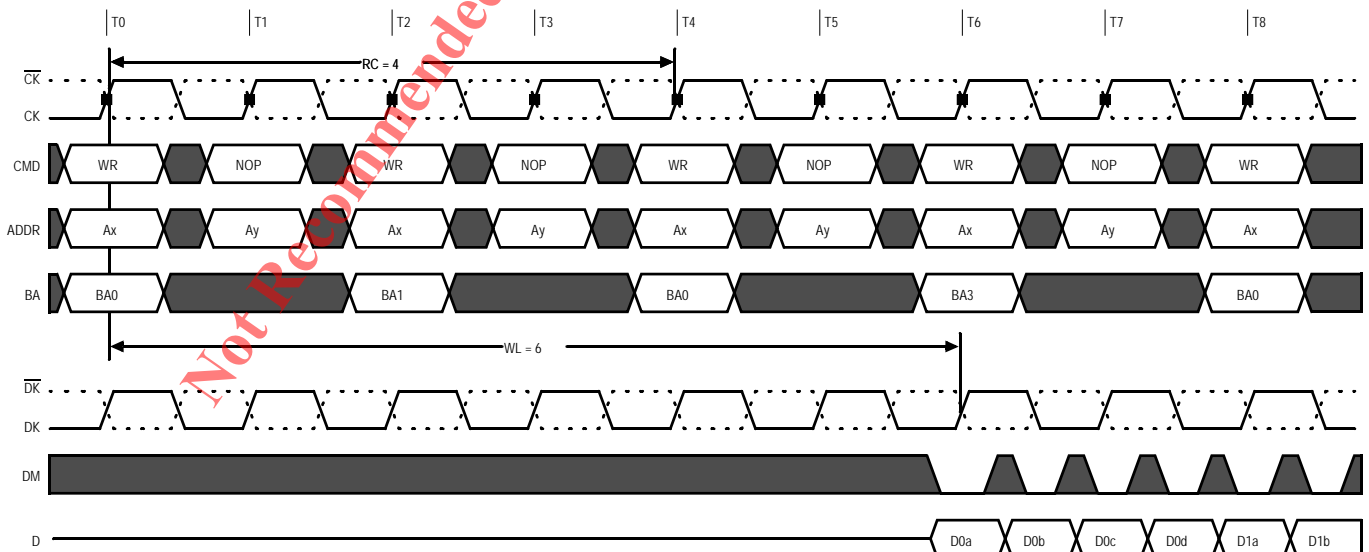 T0 T1 T2 T3 T4 T5 T6 T7 T8
RC = 4
CK
CK
CMD WR NOP WR NOP WR NOP WR NOP WR
ADDR Ax Ay Ax Ay Ax Ay Ax Ay Ax
BA BA0 BA1 BA0 BA3 BA0
WL = 6
DK
DK
DM
D D0a D0b D0c D0d D1a D1b
Not Recommended